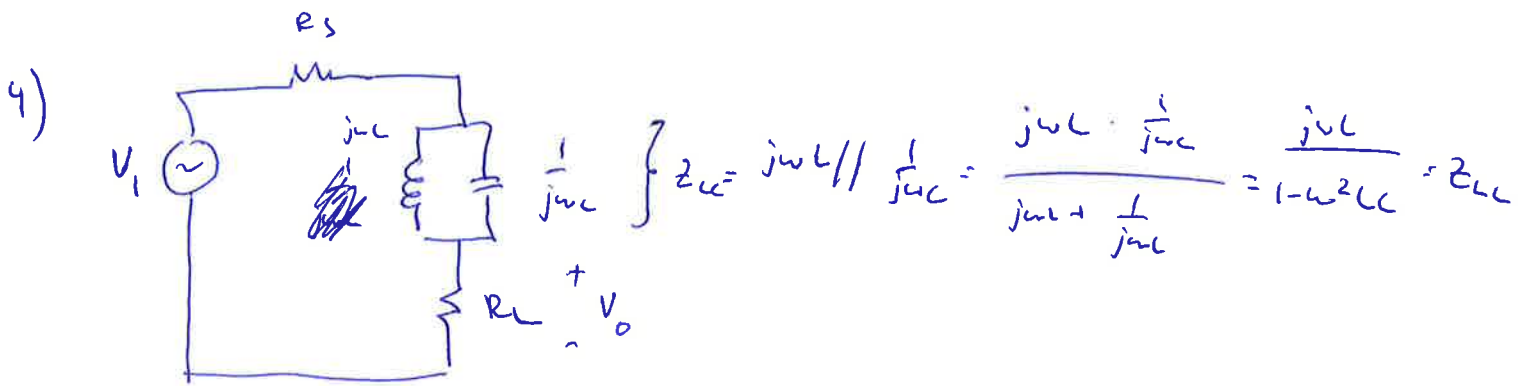 4)
Rs
V1
~
jωL
1/jωC
} ZLC = jωL // 1/jωC = (jωL · 1/jωC)/(jωL + 1/jωC) = jωL/(1-ω²LC) = ZLC
RL
+
V0
-